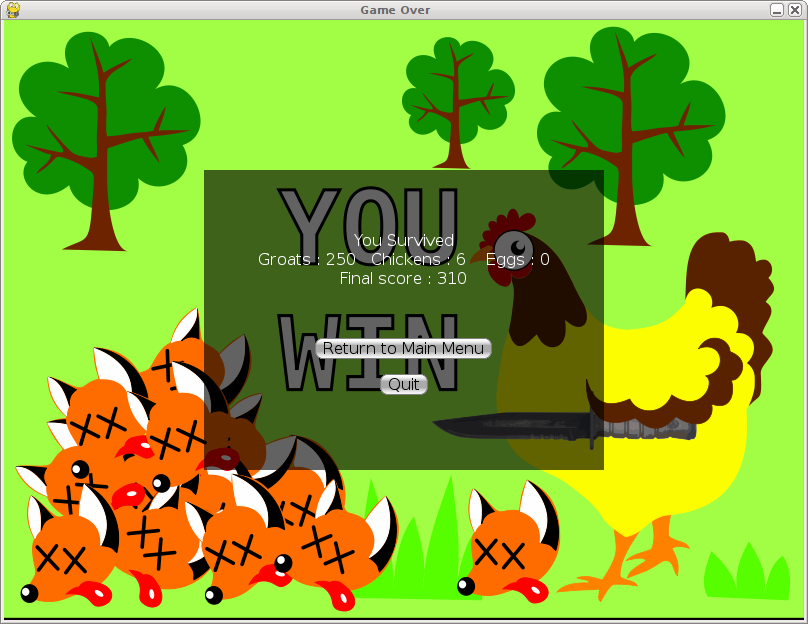 Game Over
YOU
You Survived
Groats : 250 Chickens : 6 Eggs : 0
Final score : 310
WIN
Return to Main Menu
Quit